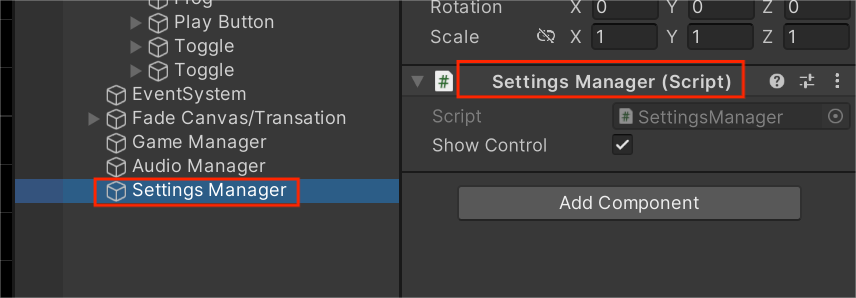 Frog
Play Button
Toggle
Toggle
EventSystem
Fade Canvas/Transation
Game Manager
Audio Manager
Settings Manager
Rotation X 0 Y 0 Z 0
Scale X 1 Y 1 Z 1
# Settings Manager (Script)
Script # SettingsManager
Show Control
Add Component